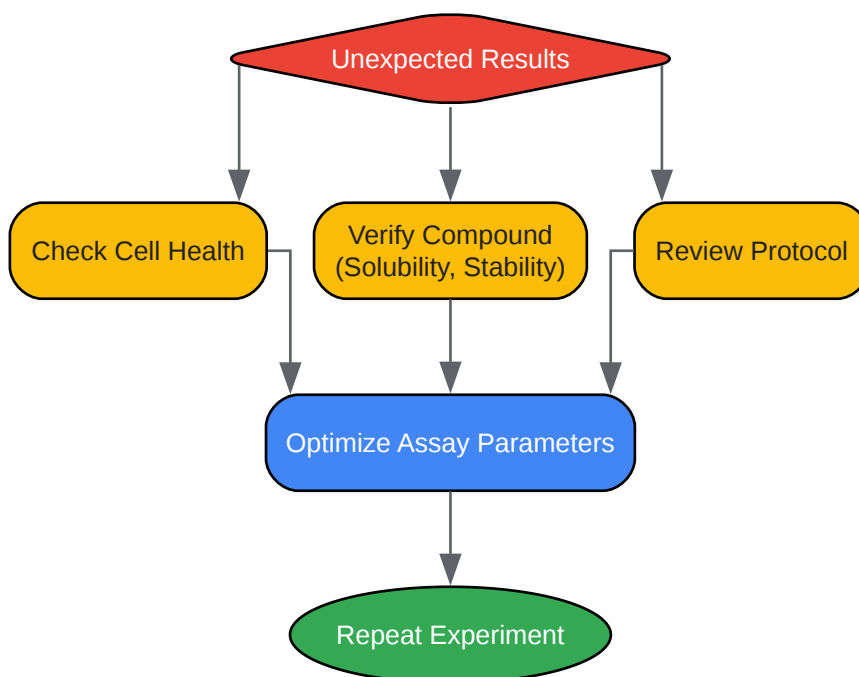 Unexpected Results
Check Cell Health
Verify Compound
(Solubility, Stability)
Review Protocol
Optimize Assay Parameters
Repeat Experiment